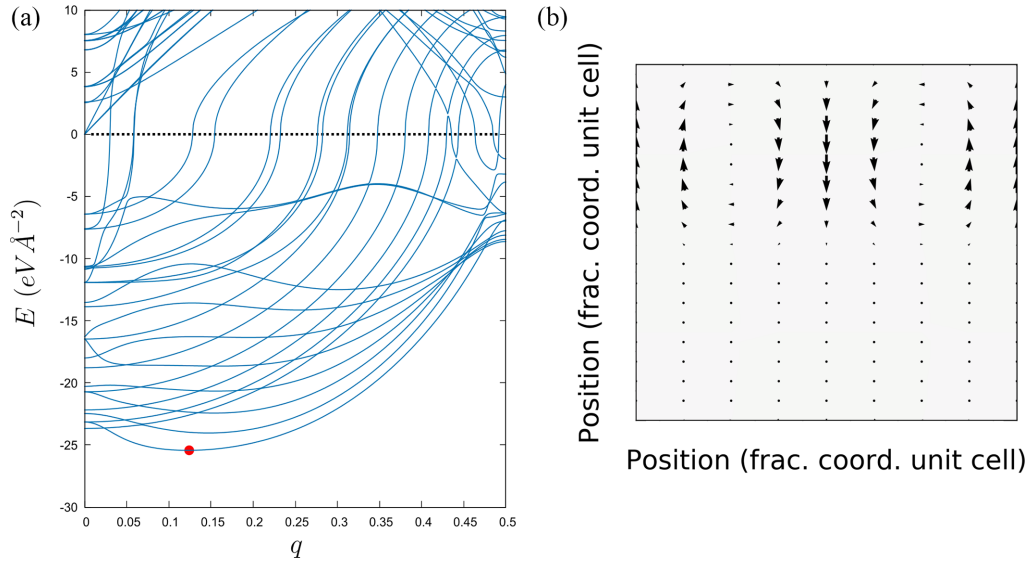 (a)
10
5
0
-5
-10
-15
-20
-25
-30
E (eV Å⁻²)
0 0.05 0.1 0.15 0.2 0.25 0.3 0.35 0.4 0.45 0.5
q
(b)
Position (frac. coord. unit cell)
Position (frac. coord. unit cell)